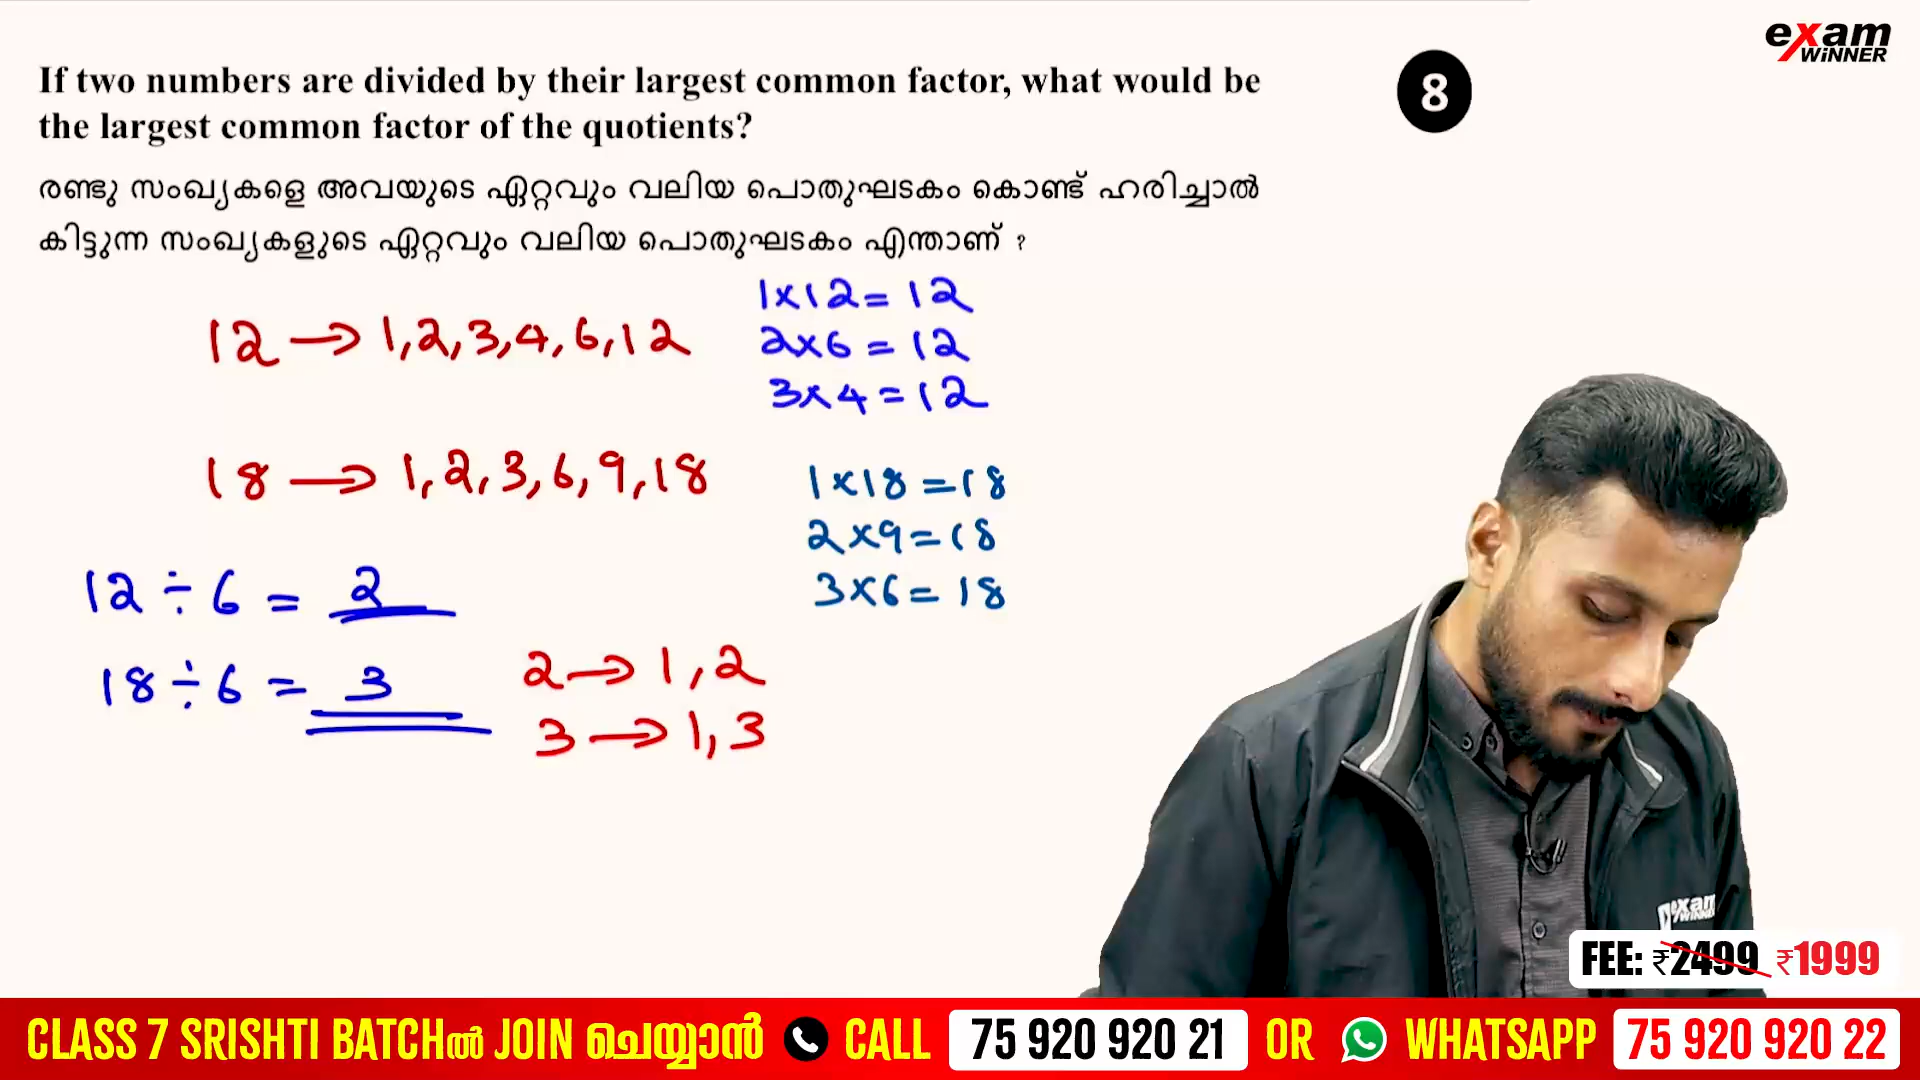 exam
WINNER
If two numbers are divided by their largest common factor, what would be
the largest common factor of the quotients?
8
രണ്ടു സംഖ്യകളെ അവയുടെ ഏറ്റവും വലിയ പൊതുഘടകം കൊണ്ട് ഹരിച്ചാൽ
കിട്ടുന്ന സംഖ്യകളുടെ ഏറ്റവും വലിയ പൊതുഘടകം എന്താണ് ?
12 → 1,2,3,4,6,12
1×12=12
2×6=12
3×4=12
18 → 1,2,3,6,9,18
1×18=18
2×9=18
3×6=18
12÷6=2
18÷6=3
2→1,2
3→1,3
exam
WINNER
FEE: ₹2499 ₹1999
CLASS 7 SRISHTI BATCHൽ JOIN ചെയ്യാൻ CALL 75 920 920 21 OR WHATSAPP 75 920 920 22